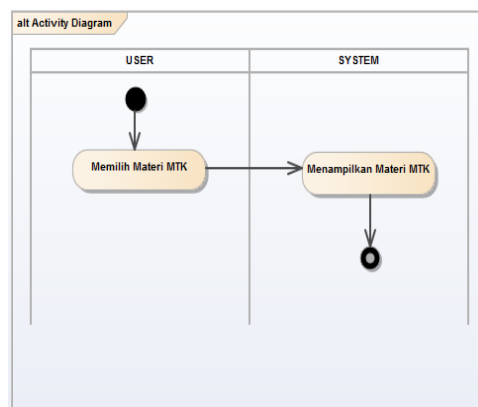 alt Activity Diagram
USER
SYSTEM
Memilih Materi MTK
Menampilkan Materi MTK